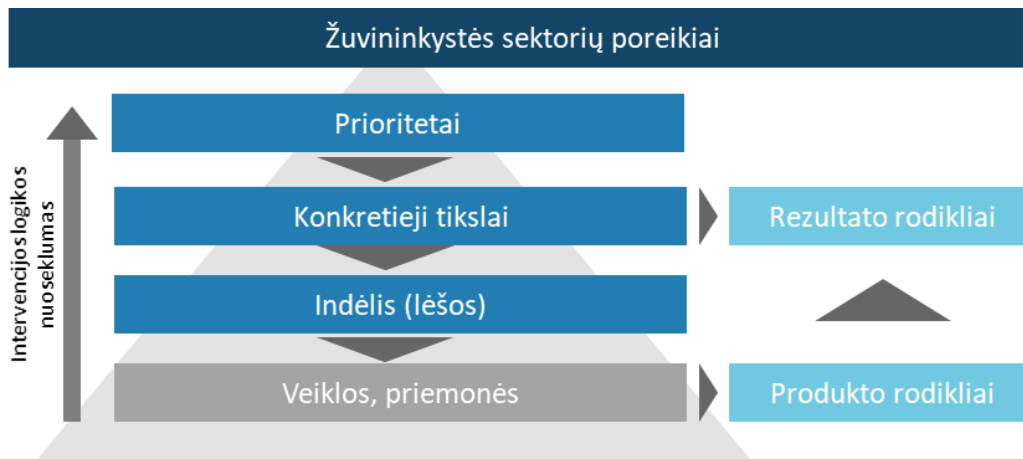 Žuvininkystės sektorių poreikiai
Intervencijos logikos
nuoseklumas
Prioritetai
Konkretieji tikslai
Rezultato rodikliai
Indėlis (lėšos)
Veiklos, priemonės
Produkto rodikliai